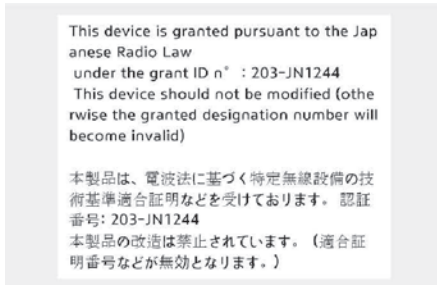 This device is granted pursuant to the Jap
anese Radio Law
under the grant ID n° : 203-JN1244
This device should not be modified (othe
rwise the granted designation number will
become invalid)
本製品は、電波法に基づく特定無線設備の技
術基準適合証明などを受けております。 認証
番号: 203-JN1244
本製品の改造は禁止されています。（適合証
明番号などが無効となります。）